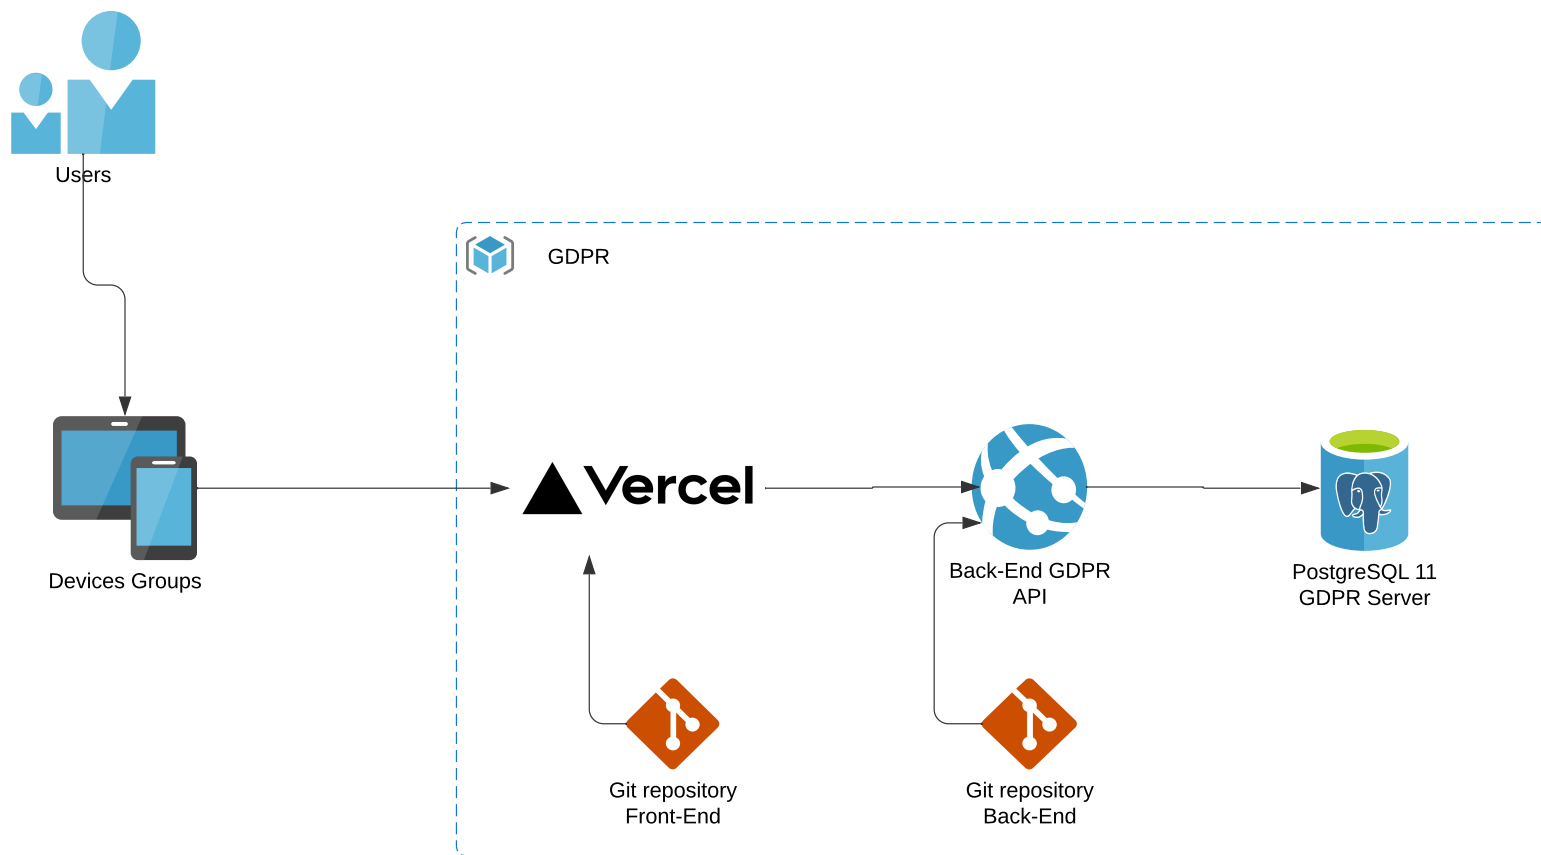 Users
GDPR
Vercel
Devices Groups
Back-End GDPR
API
PostgreSQL 11
GDPR Server
Git repository
Front-End
Git repository
Back-End